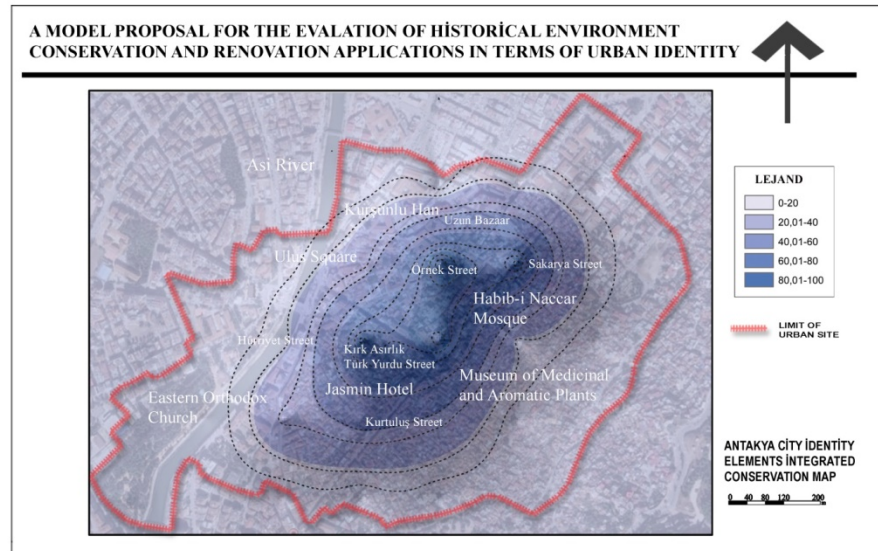 A MODEL PROPOSAL FOR THE EVALATION OF HİSTORİCAL ENVIRONMENT
CONSERVATION AND RENOVATION APPLICATIONS IN TERMS OF URBAN IDENTITY
Asi River
Kurşunlu Han
Uzun Bazaar
Ulus Square
Örnek Street
Sakarya Street
Habib-i Naccar
Mosque
Hürriyet Street
Kırk Asırlık
Türk Yurdu Street
Jasmin Hotel
Museum of Medicinal
and Aromatic Plants
Eastern Orthodox
Church
Kurtuluş Street
LEJAND
0-20
20,01-40
40,01-60
60,01-80
80,01-100
LIMIT OF
URBAN SITE
ANTAKYA CİTY İDENTİTY
ELEMENTS İNTEGRATED
CONSERVATION MAP
0 40 80 120 200